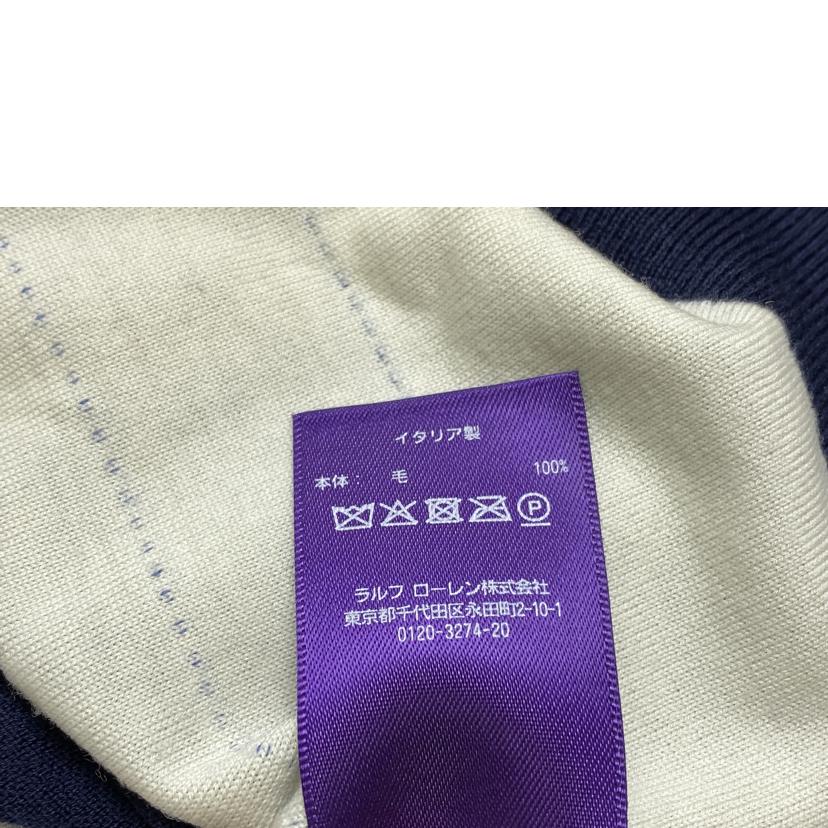 イタリア製
本体： 毛 100%
P
ラルフ ローレン株式会社
東京都千代田区永田町2-10-1
0120-3274-20